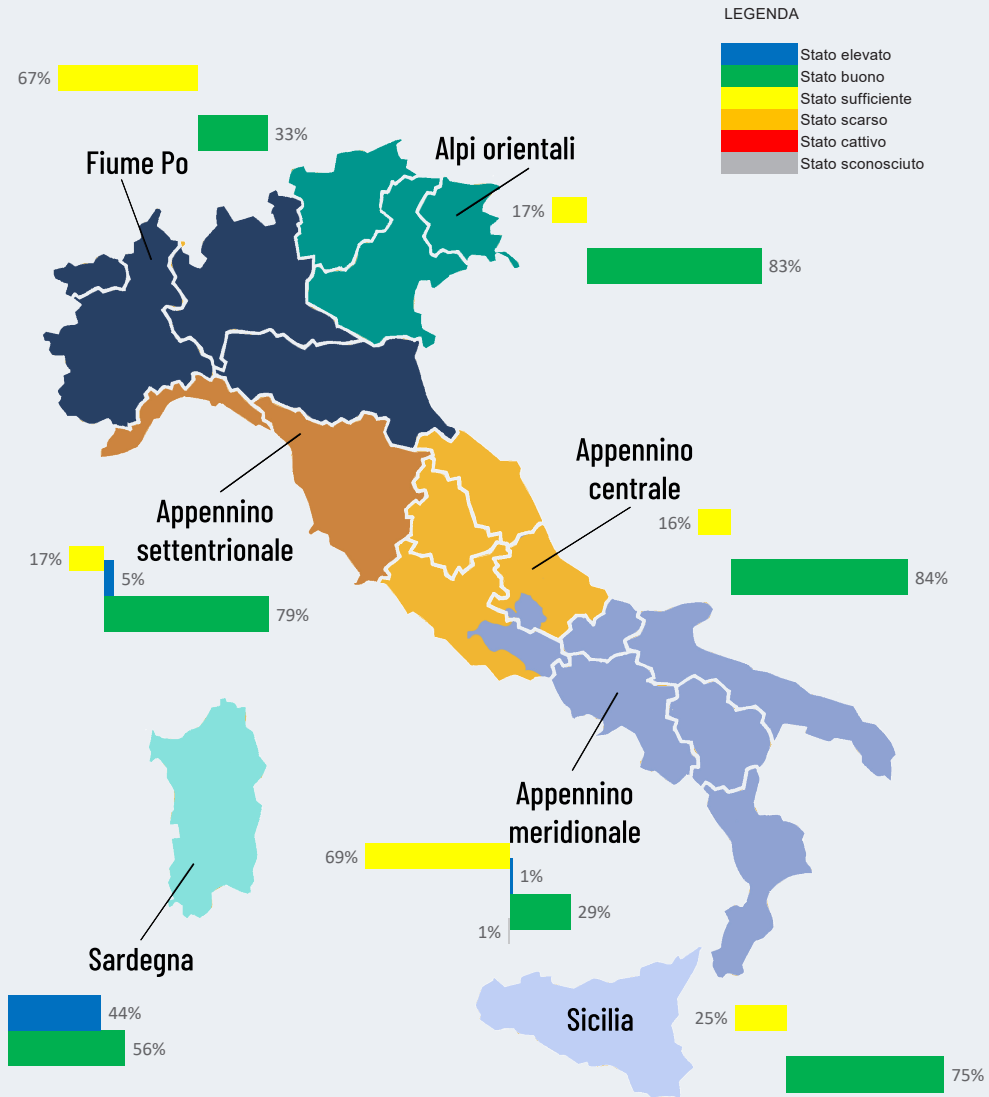 LEGENDA
Stato elevato
Stato buono
Stato sufficiente
Stato scarso
Stato cattivo
Stato sconosciuto
67%
33%
Fiume Po
Alpi orientali
17%
83%
Appennino
centrale
16%
84%
Appennino
settentrionale
17%
5%
79%
Appennino
meridionale
69%
1%
29%
1%
Sardegna
44%
56%
Sicilia
25%
75%